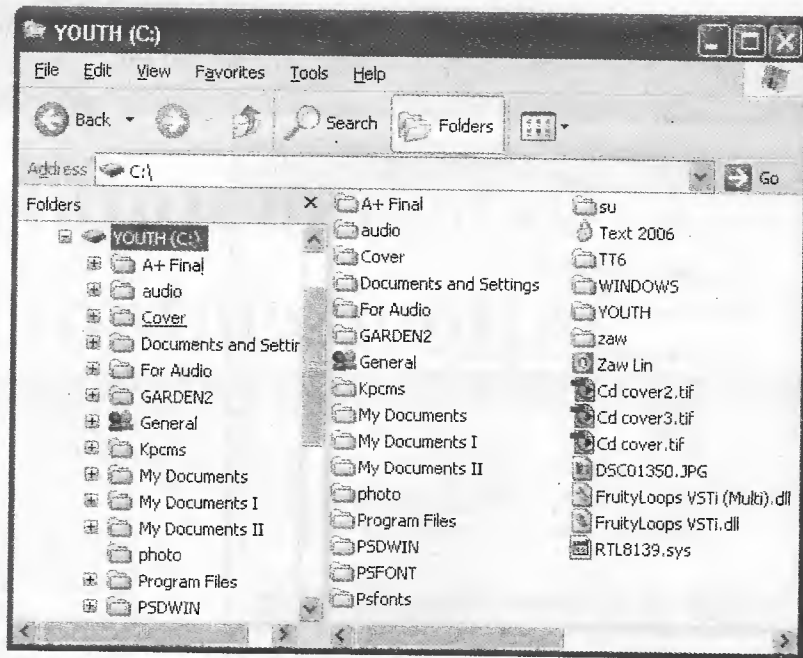 YOUTH (C:)
File Edit View Favorites Tools Help
Back Search Folders
Address C:\ Go
Folders
YOUTH (C:)
A+ Final
audio
Cover
Documents and Settin
For Audio
GARDEN2
General
Kpcms
My Documents
My Documents I
My Documents II
photo
Program Files
PSDWIN
A+ Final
audio
Cover
Documents and Settings
For Audio
GARDEN2
General
Kpcms
My Documents
My Documents I
My Documents II
photo
Program Files
PSDWIN
PSFONT
Psfonts
su
Text 2006
TT6
WINDOWS
YOUTH
zaw
Zaw Lin
Cd cover2.tif
Cd cover3.tif
Cd cover.tif
DSC01350.JPG
FruityLoops VSTi (Multi).dll
FruityLoops VSTi.dll
RTL8139.sys